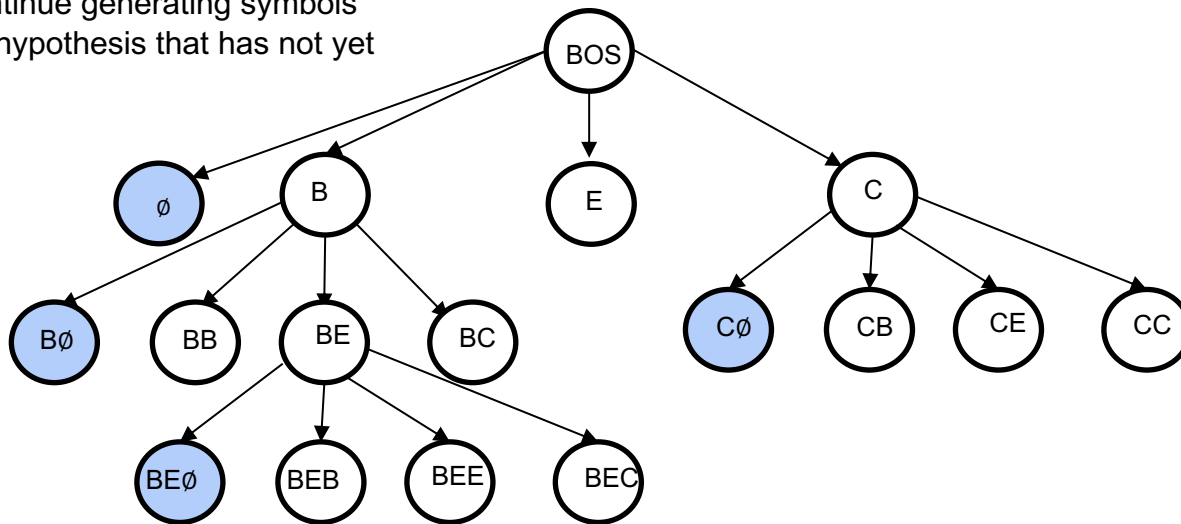 ntinue generating symbols
hypothesis that has not yet
BOS
ø
B
E
C
Bø
BB
BE
BC
Cø
CB
CE
CC
BEø
BEB
BEE
BEC